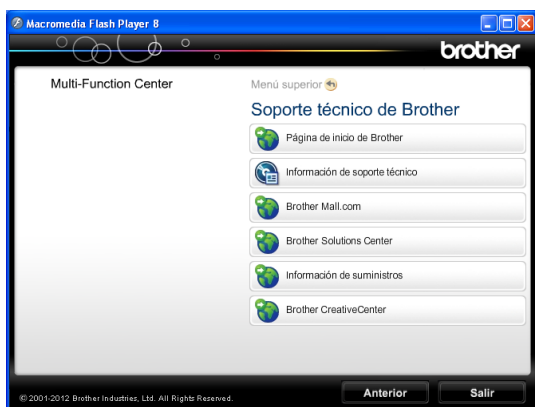 Macromedia Flash Player 8
brother
Multi-Function Center
Menú superior
Soporte técnico de Brother
Página de inicio de Brother
Información de soporte técnico
Brother Mall.com
Brother Solutions Center
Información de suministros
Brother CreativeCenter
© 2001-2012 Brother Industries, Ltd. All Rights Reserved.
Anterior
Salir